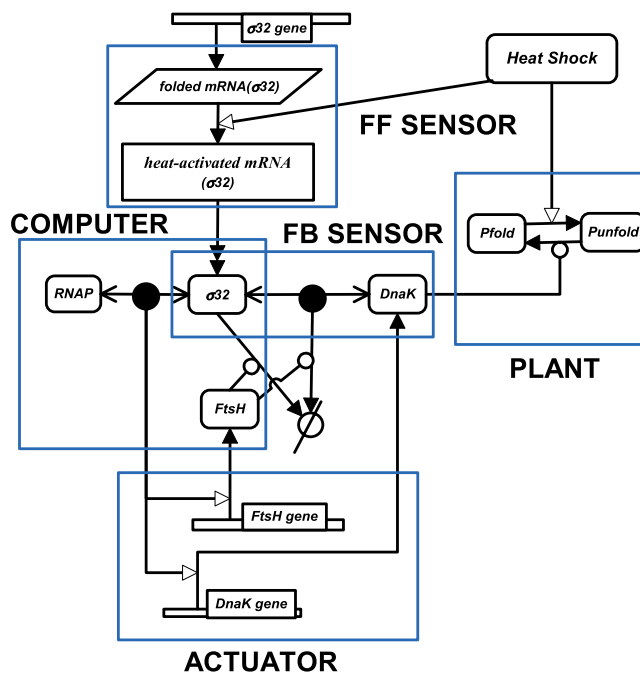 σ32 gene
Heat Shock
folded mRNA(σ32)
FF SENSOR
heat-activated mRNA
(σ32)
COMPUTER
FB SENSOR
Pfold
Punfold
RNAP
σ32
DnaK
PLANT
FtsH
FtsH gene
DnaK gene
ACTUATOR